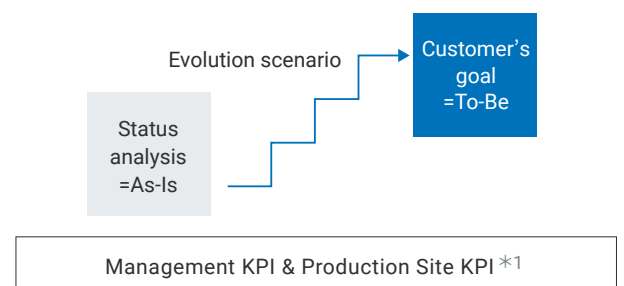 Evolution scenario
Customer’s
goal
=To-Be
Status
analysis
=As-Is
Management KPI & Production Site KPI *1